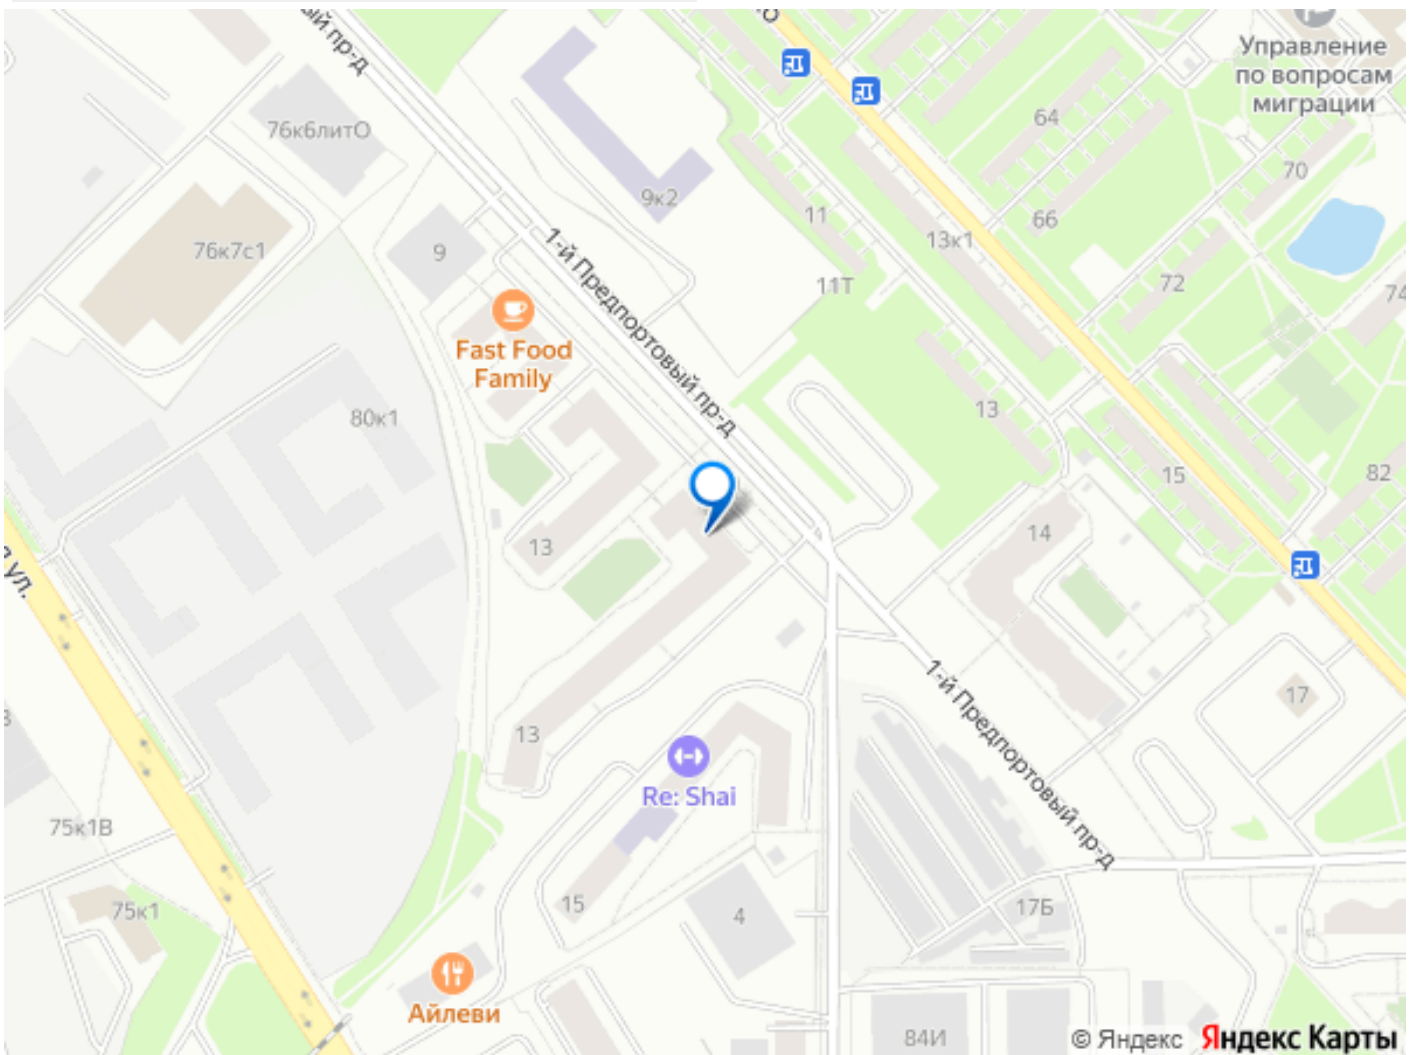 ый пр-д
Управление
по вопросам
миграции
76к6литО
64
70
9к2
11
66
13к1
76к7с1
9
1-й Предпортовый пр-д
11Т
72
74
Fast Food
Family
80к1
13
15
82
13
14
ул.
1-й Предпортовый пр-д
17
13
Re: Shai
75к1В
75к1
15
4
17Б
Айлеви
84И
© Яндекс Яндекс Карты